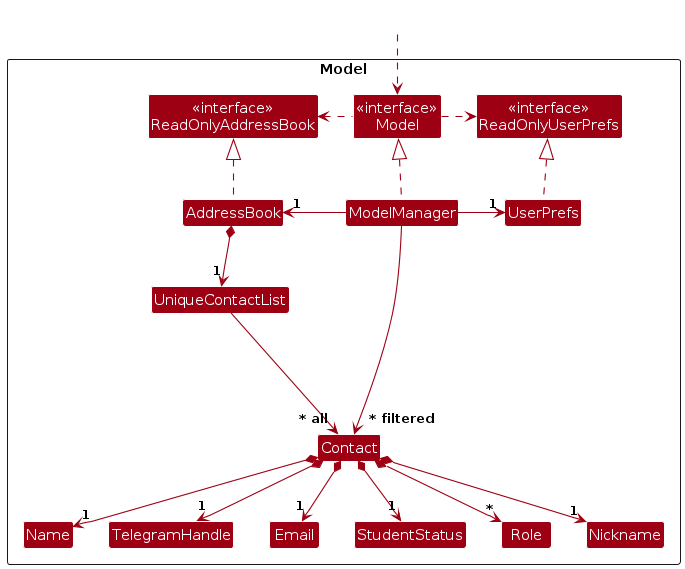 Model
«interface»
ReadOnlyAddressBook
«interface»
Model
«interface»
ReadOnlyUserPrefs
AddressBook
1
ModelManager
1
UserPrefs
1
UniqueContactList
* all
* filtered
Contact
1
1
1
1
*
1
Name
TelegramHandle
Email
StudentStatus
Role
Nickname